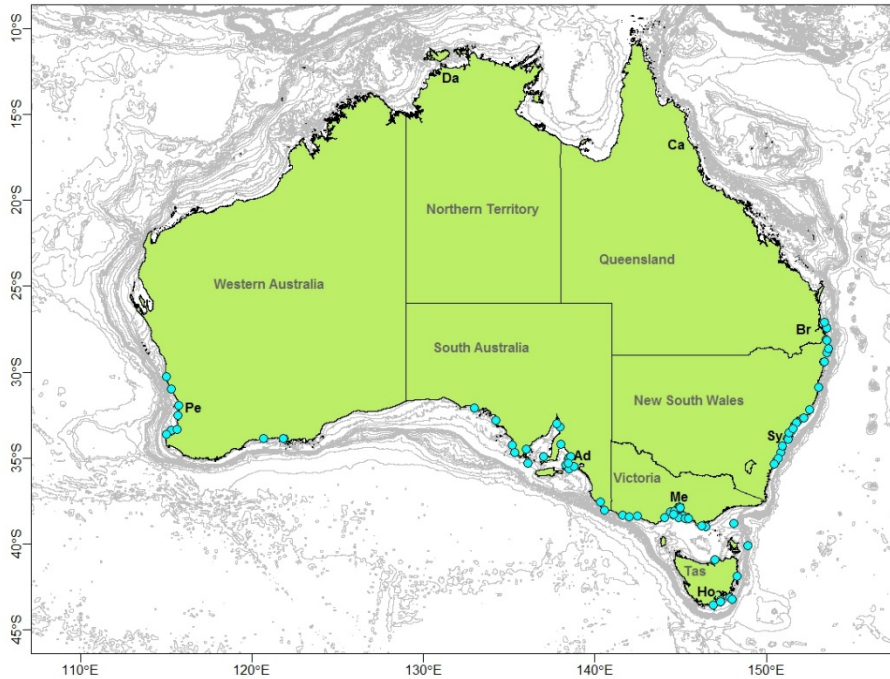 10°S
15°S
20°S
25°S
30°S
35°S
40°S
45°S
Da
Ca
Northern Territory
Queensland
Western Australia
Br
South Australia
New South Wales
Pe
Sy
Ad
Victoria
Me
Tas
Ho
110°E
120°E
130°E
140°E
150°E